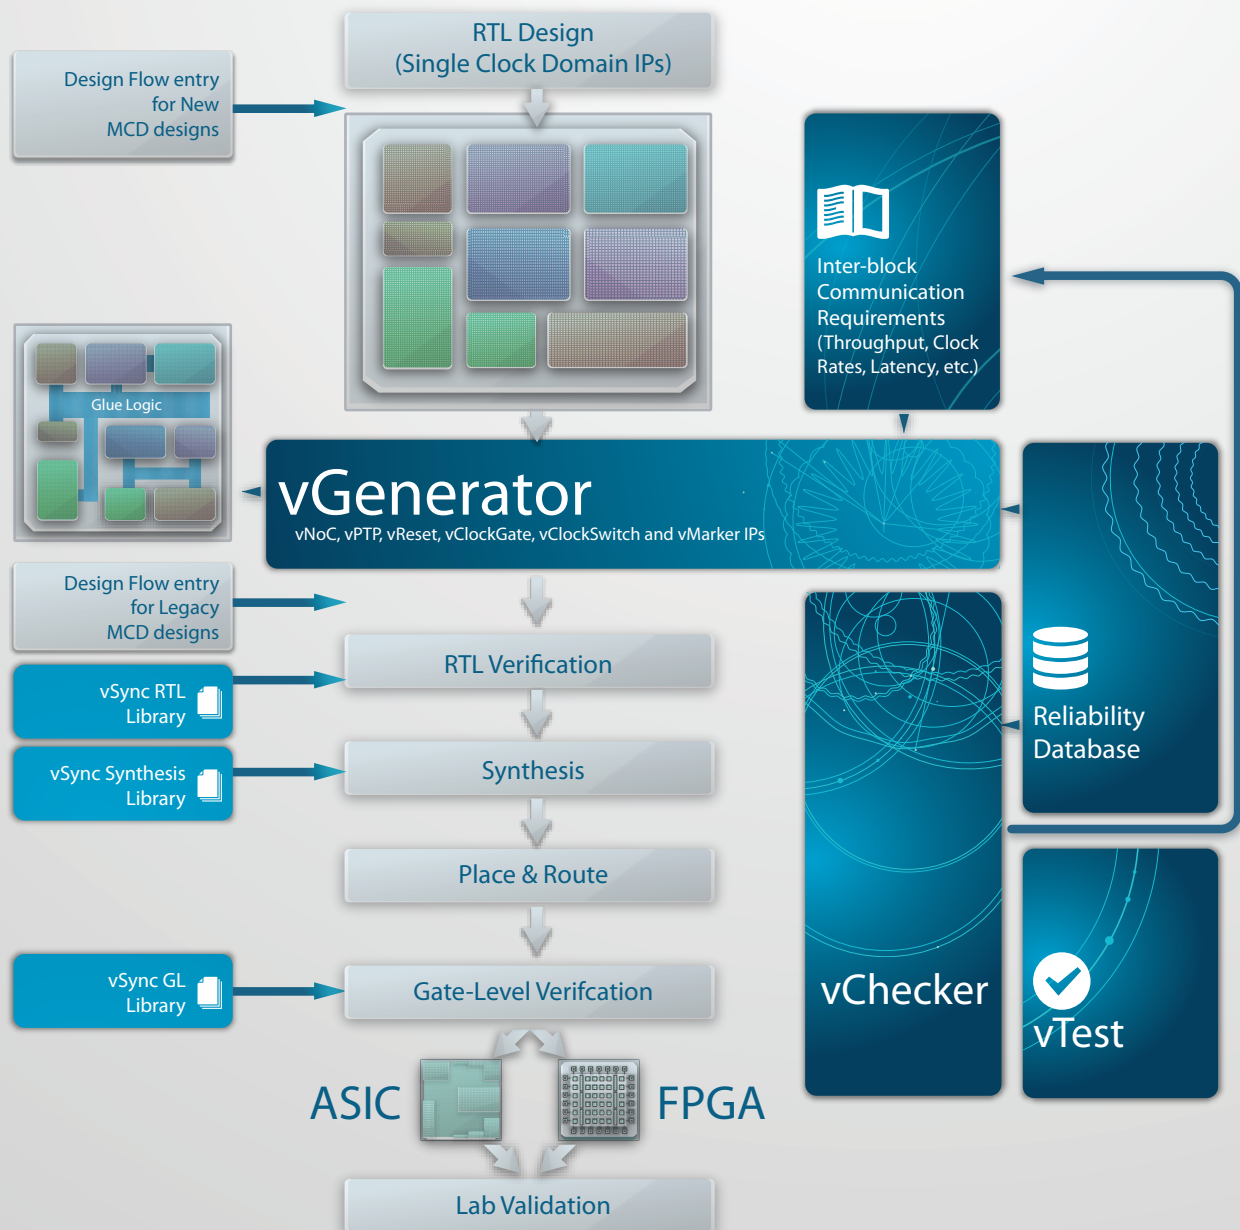 RTL Design
(Single Clock Domain IPs)
Design Flow entry
for New
MCD designs
Inter-block
Communication
Requirements
(Throughput, Clock
Rates, Latency, etc.)
Glue Logic
vGenerator
vNoC, vPTP, vReset, vClockGate, vClockSwitch and vMarker IPs
Design Flow entry
for Legacy
MCD designs
RTL Verification
vSync RTL
Library
Reliability
Database
vSync Synthesis
Library
Synthesis
Place & Route
vSync GL
Library
Gate-Level Verifcation
vChecker
vTest
ASIC
FPGA
Lab Validation